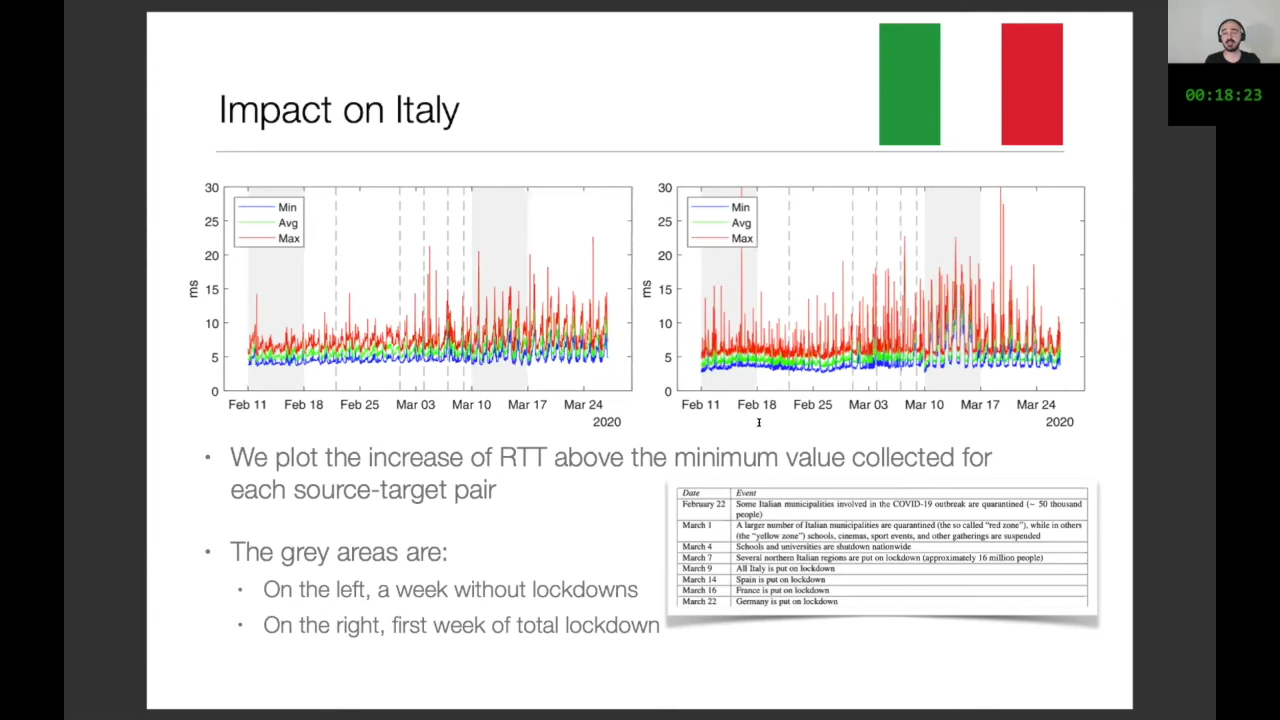 00:18:23
Impact on Italy
30
25
20
15
10
5
0
ms
Min
Avg
Max
Feb 11 Feb 18 Feb 25 Mar 03 Mar 10 Mar 17 Mar 24
2020
30
25
20
15
10
5
0
ms
Min
Avg
Max
Feb 11 Feb 18 Feb 25 Mar 03 Mar 10 Mar 17 Mar 24
2020
• We plot the increase of RTT above the minimum value collected for
each source-target pair
• The grey areas are:
• On the left, a week without lockdowns
• On the right, first week of total lockdown
Date Event
February 22 Some Italian municipalities involved in the COVID-19 outbreak are quarantined (~ 50 thousand
people)
March 1 A larger number of Italian municipalities are quarantined (the so called “red zone”), while in others
(the “yellow zone”) schools, cinemas, sport events, and other gatherings are suspended
March 4 Schools and universities are shutdown nationwide
March 7 Several northern Italian regions are put on lockdown (approximately 16 million people)
March 9 All Italy is put on lockdown
March 14 Spain is put on lockdown
March 16 France is put on lockdown
March 22 Germany is put on lockdown